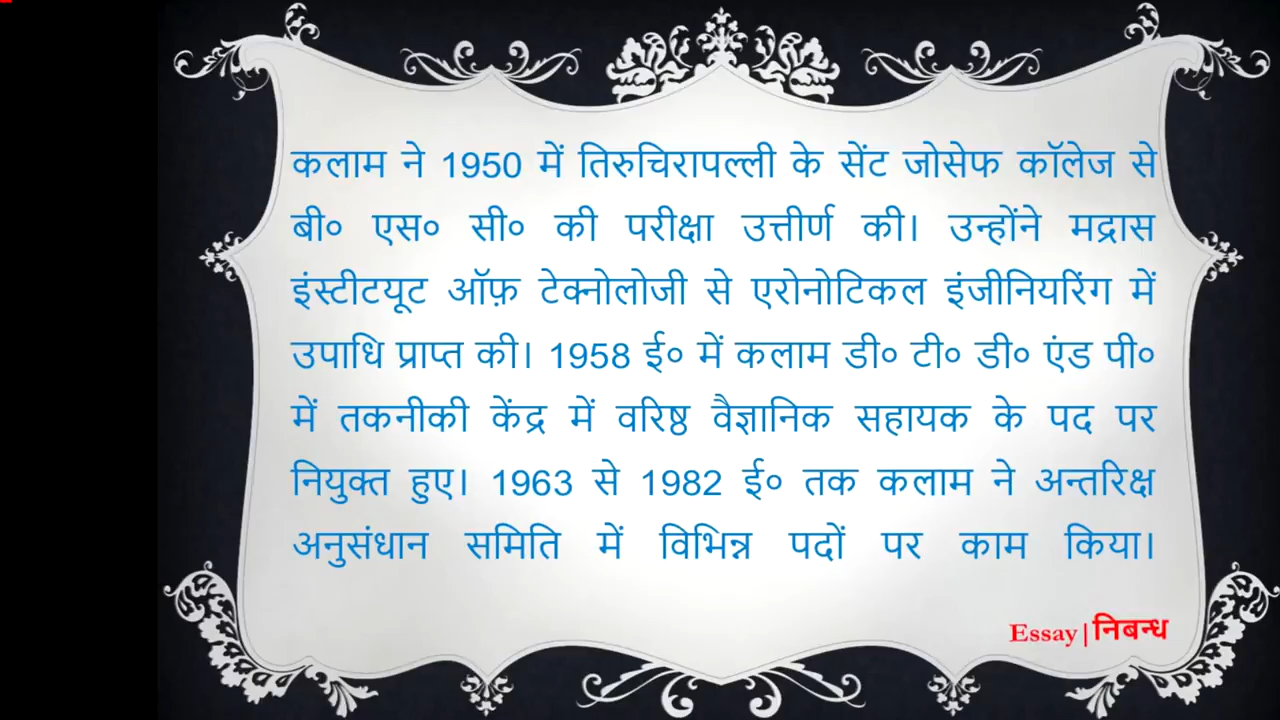 कलाम ने 1950 में तिरुचिरापल्ली के सेंट जोसेफ कॉलेज से
बी० एस० सी० की परीक्षा उत्तीर्ण की। उन्होंने मद्रास
इंस्टीटयूट ऑफ़ टेक्नोलोजी से एरोनोटिकल इंजीनियरिंग में
उपाधि प्राप्त की। 1958 ई० में कलाम डी० टी० डी० एंड पी०
में तकनीकी केंद्र में वरिष्ठ वैज्ञानिक सहायक के पद पर
नियुक्त हुए। 1963 से 1982 ई० तक कलाम ने अन्तरिक्ष
अनुसंधान समिति में विभिन्न पदों पर काम किया।
Essay|निबन्ध